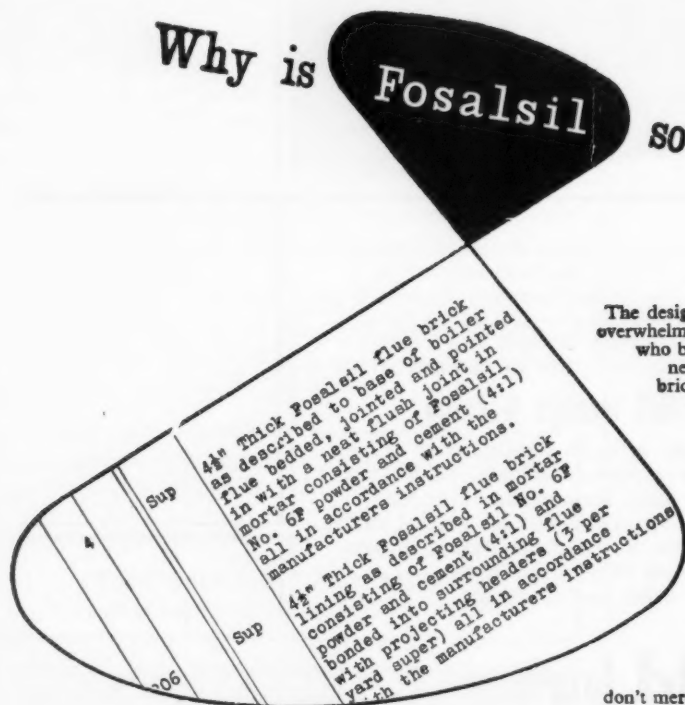 Why is Fosalsil so
The desig
overwhelm
who b
ne
bric
4½" Thick Fosalsil flue brick
as described to base of boiler
flue bedded, jointed and pointed
in with a neat flush joint in
mortar consisting of Fosalsil
No. 6P powder and cement (4:1)
all in accordance with the
manufacturers instructions.
Sup
4
4½" Thick Fosalsil flue brick
lining as described in mortar
consisting of Fosalsil No. 6P
powder and cement (4:1) and
bonded into surrounding flue
with projecting headers (3 per
yard super) all in accordance
with the manufacturers instructions
Sup
206
don't mer